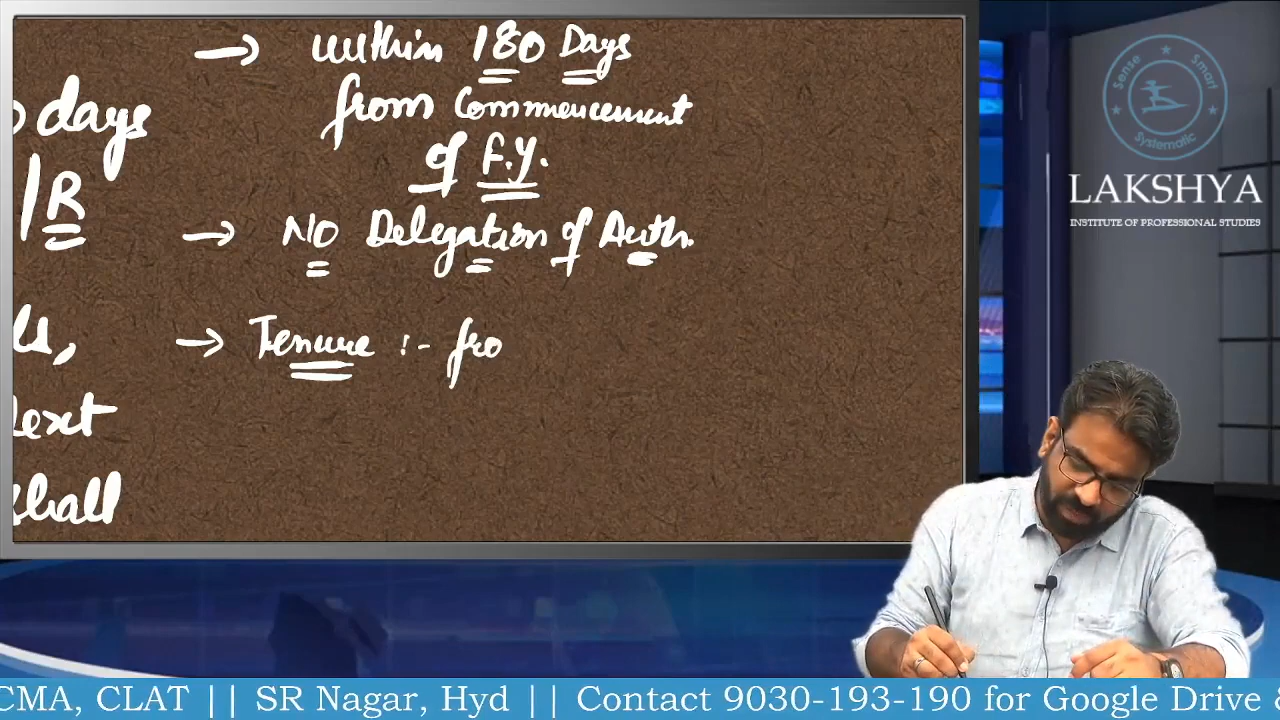 → within 180 Days
from Commencement
of F.Y.
→ No Delegation of Auth.
→ Tenure :- fro
days
/R
ext
shall
Sense Smart
Systematic
LAKSHYA
INSTITUTE OF PROFESSIONAL STUDIES
CMA, CLAT || SR Nagar, Hyd || Contact 9030-193-190 for Google Drive &